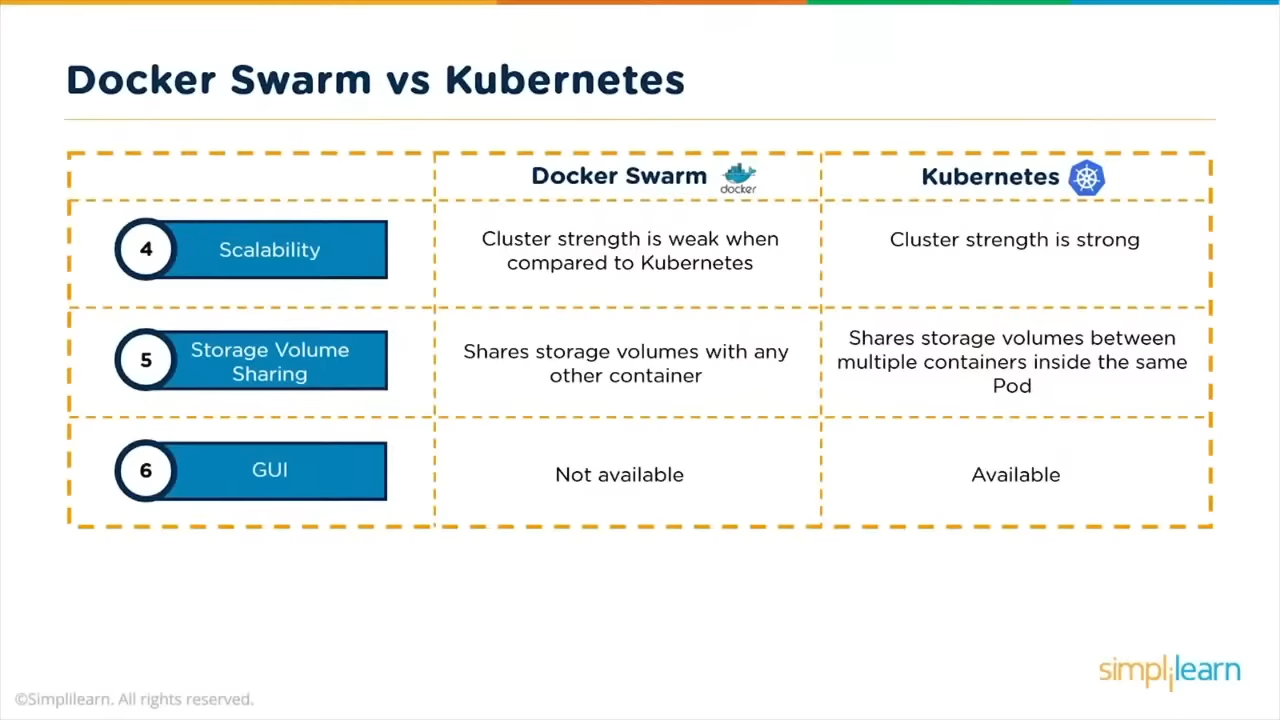 Docker Swarm vs Kubernetes
Docker Swarm
docker
Kubernetes
4
Scalability
Cluster strength is weak when
compared to Kubernetes
Cluster strength is strong
5
Storage Volume
Sharing
Shares storage volumes with any
other container
Shares storage volumes between
multiple containers inside the same
Pod
6
GUI
Not available
Available
©Simplilearn. All rights reserved.
simplilearn